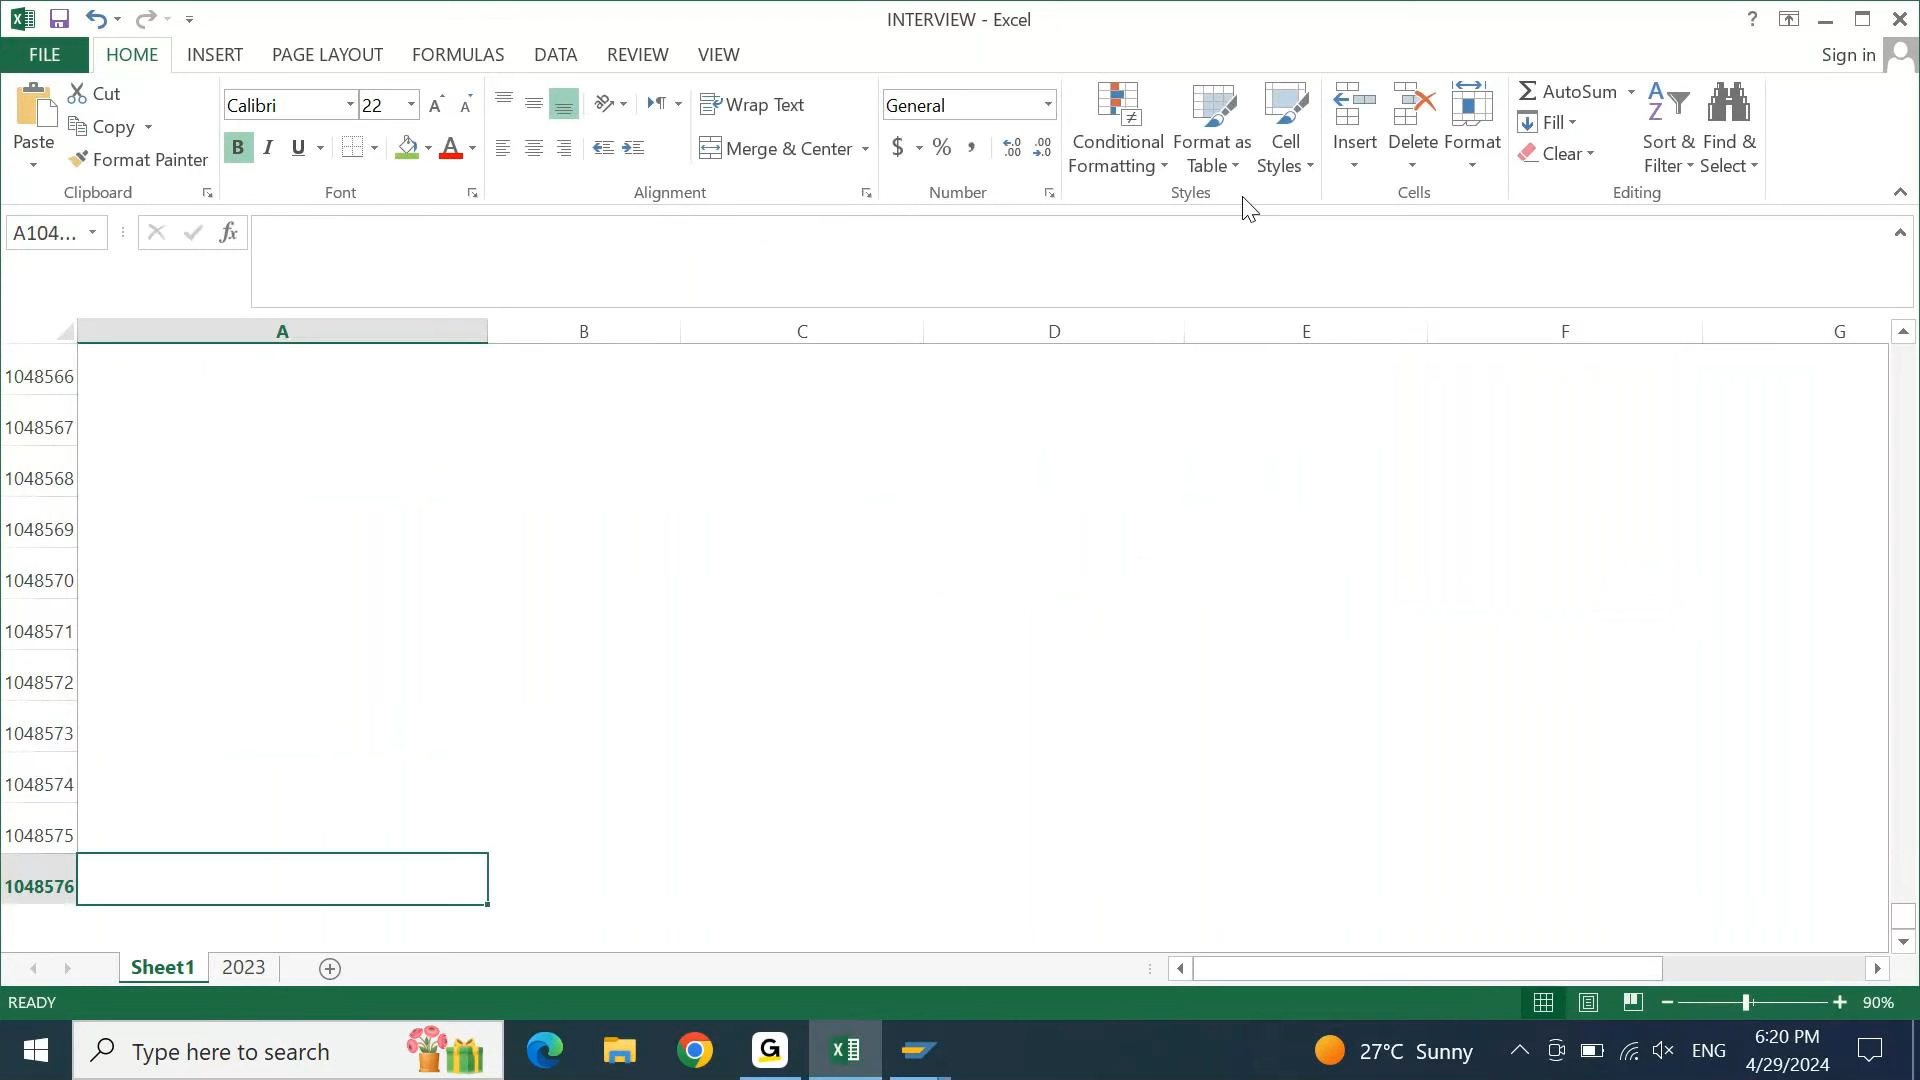 INTERVIEW - Excel
FILE
HOME
INSERT
PAGE LAYOUT
FORMULAS
DATA
REVIEW
VIEW
Sign in
Paste
Cut
Copy
Format Painter
Clipboard
Calibri
22
B I U
A
Font
Wrap Text
Merge & Center
Alignment
General
$ % ,
Number
Conditional
Formatting
Format as
Table
Cell
Styles
Styles
Insert
Delete
Format
Cells
AutoSum
Fill
Clear
Sort &
Filter
Find &
Select
Editing
A104...
fx
A B C D E F G
1048566
1048567
1048568
1048569
1048570
1048571
1048572
1048573
1048574
1048575
1048576
Sheet1
2023
READY
90%
Type here to search
27°C Sunny
ENG
6:20 PM
4/29/2024